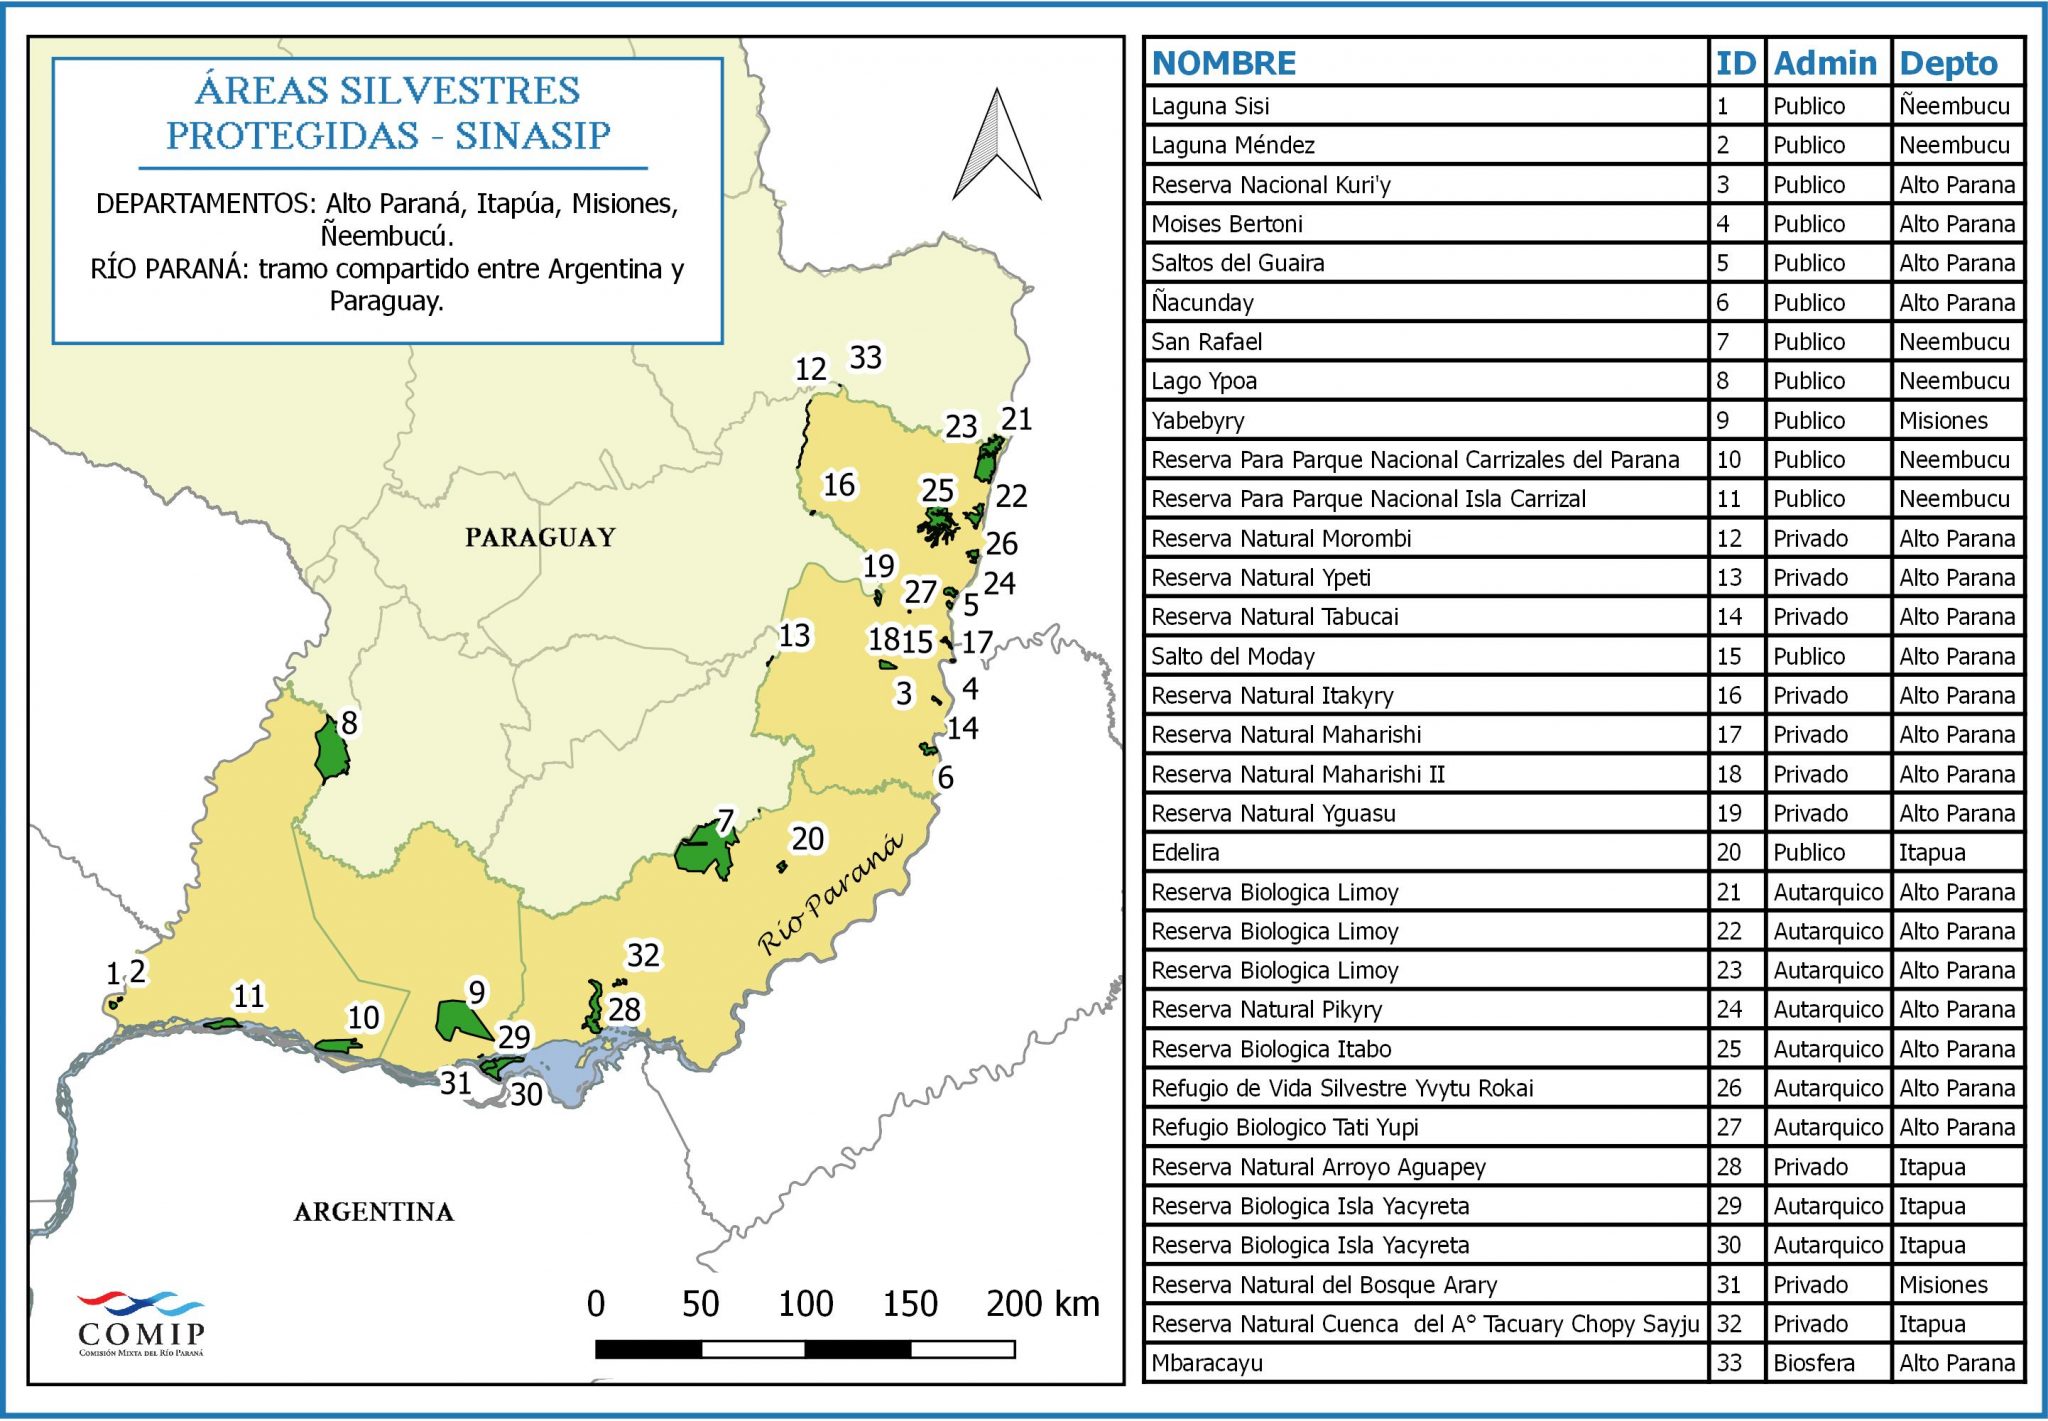 ÁREAS SILVESTRES
PROTEGIDAS - SINASIP
DEPARTAMENTOS: Alto Paraná, Itapúa, Misiones,
Ñeembucú.
RÍO PARANÁ: tramo compartido entre Argentina y
Paraguay.
12 33
23 21
16 25 22
PARAGUAY
26
19 27 24
5
13 18 15 17
3 4
8 14
6
7
20
Río Paraná
32
1 2
11 10 9 28
29
31 30
ARGENTINA
0 50 100 150 200 km
COMIP
COMISIÓN MIXTA DEL RÍO PARANÁ
NOMBRE ID Admin Depto
Laguna Sisi 1 Publico Ñeembucu
Laguna Méndez 2 Publico Neembucu
Reserva Nacional Kuri'y 3 Publico Alto Parana
Moises Bertoni 4 Publico Alto Parana
Saltos del Guaira 5 Publico Alto Parana
Ñacunday 6 Publico Alto Parana
San Rafael 7 Publico Neembucu
Lago Ypoa 8 Publico Neembucu
Yabebyry 9 Publico Misiones
Reserva Para Parque Nacional Carrizales del Parana 10 Publico Neembucu
Reserva Para Parque Nacional Isla Carrizal 11 Publico Neembucu
Reserva Natural Morombi 12 Privado Alto Parana
Reserva Natural Ypeti 13 Privado Alto Parana
Reserva Natural Tabucai 14 Privado Alto Parana
Salto del Moday 15 Publico Alto Parana
Reserva Natural Itakyry 16 Privado Alto Parana
Reserva Natural Maharishi 17 Privado Alto Parana
Reserva Natural Maharishi II 18 Privado Alto Parana
Reserva Natural Yguasu 19 Privado Alto Parana
Edelira 20 Publico Itapua
Reserva Biologica Limoy 21 Autarquico Alto Parana
Reserva Biologica Limoy 22 Autarquico Alto Parana
Reserva Biologica Limoy 23 Autarquico Alto Parana
Reserva Natural Pikyry 24 Autarquico Alto Parana
Reserva Biologica Itabo 25 Autarquico Alto Parana
Refugio de Vida Silvestre Yvytu Rokai 26 Autarquico Alto Parana
Refugio Biologico Tati Yupi 27 Autarquico Alto Parana
Reserva Natural Arroyo Aguapey 28 Privado Itapua
Reserva Biologica Isla Yacyreta 29 Autarquico Itapua
Reserva Biologica Isla Yacyreta 30 Autarquico Itapua
Reserva Natural del Bosque Arary 31 Privado Misiones
Reserva Natural Cuenca del A° Tacuary Chopy Sayju 32 Privado Itapua
Mbaracayu 33 Biosfera Alto Parana